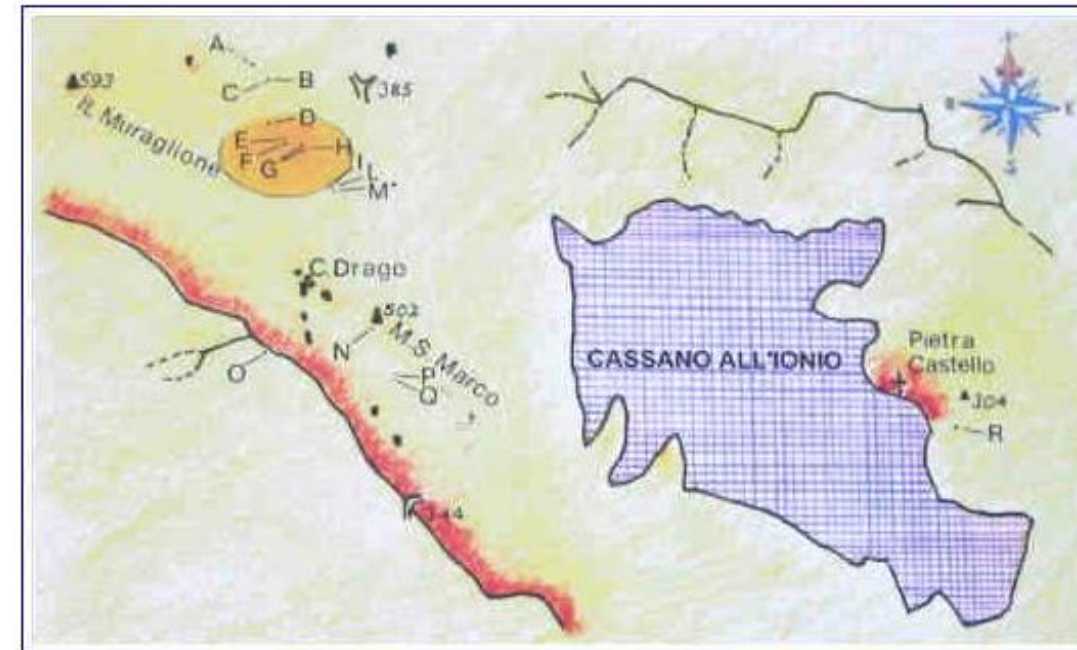 A
593
C
B
385
IL Muraglione
D
E
F
G
H
I
L
M
C. Drago
502
M.S. Marco
N
O
P
Q
CASSANO ALL'IONIO
Pietra
Castello
304
R
E
S